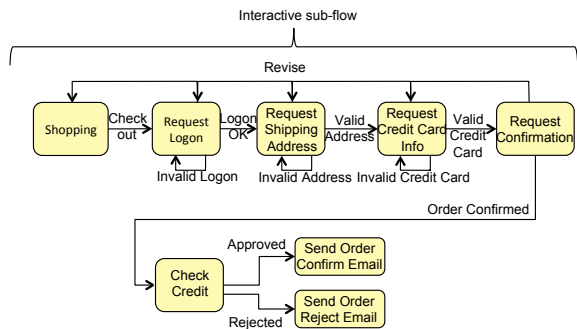 Interactive sub-flow
Revise
Shopping
Check
out
Request
Logon
Logon
OK
Request
Shipping
Address
Valid
Address
Request
Credit Card
Info
Valid
Credit
Card
Request
Confirmation
Invalid Logon
Invalid Address
Invalid Credit Card
Order Confirmed
Check
Credit
Approved
Send Order
Confirm Email
Rejected
Send Order
Reject Email